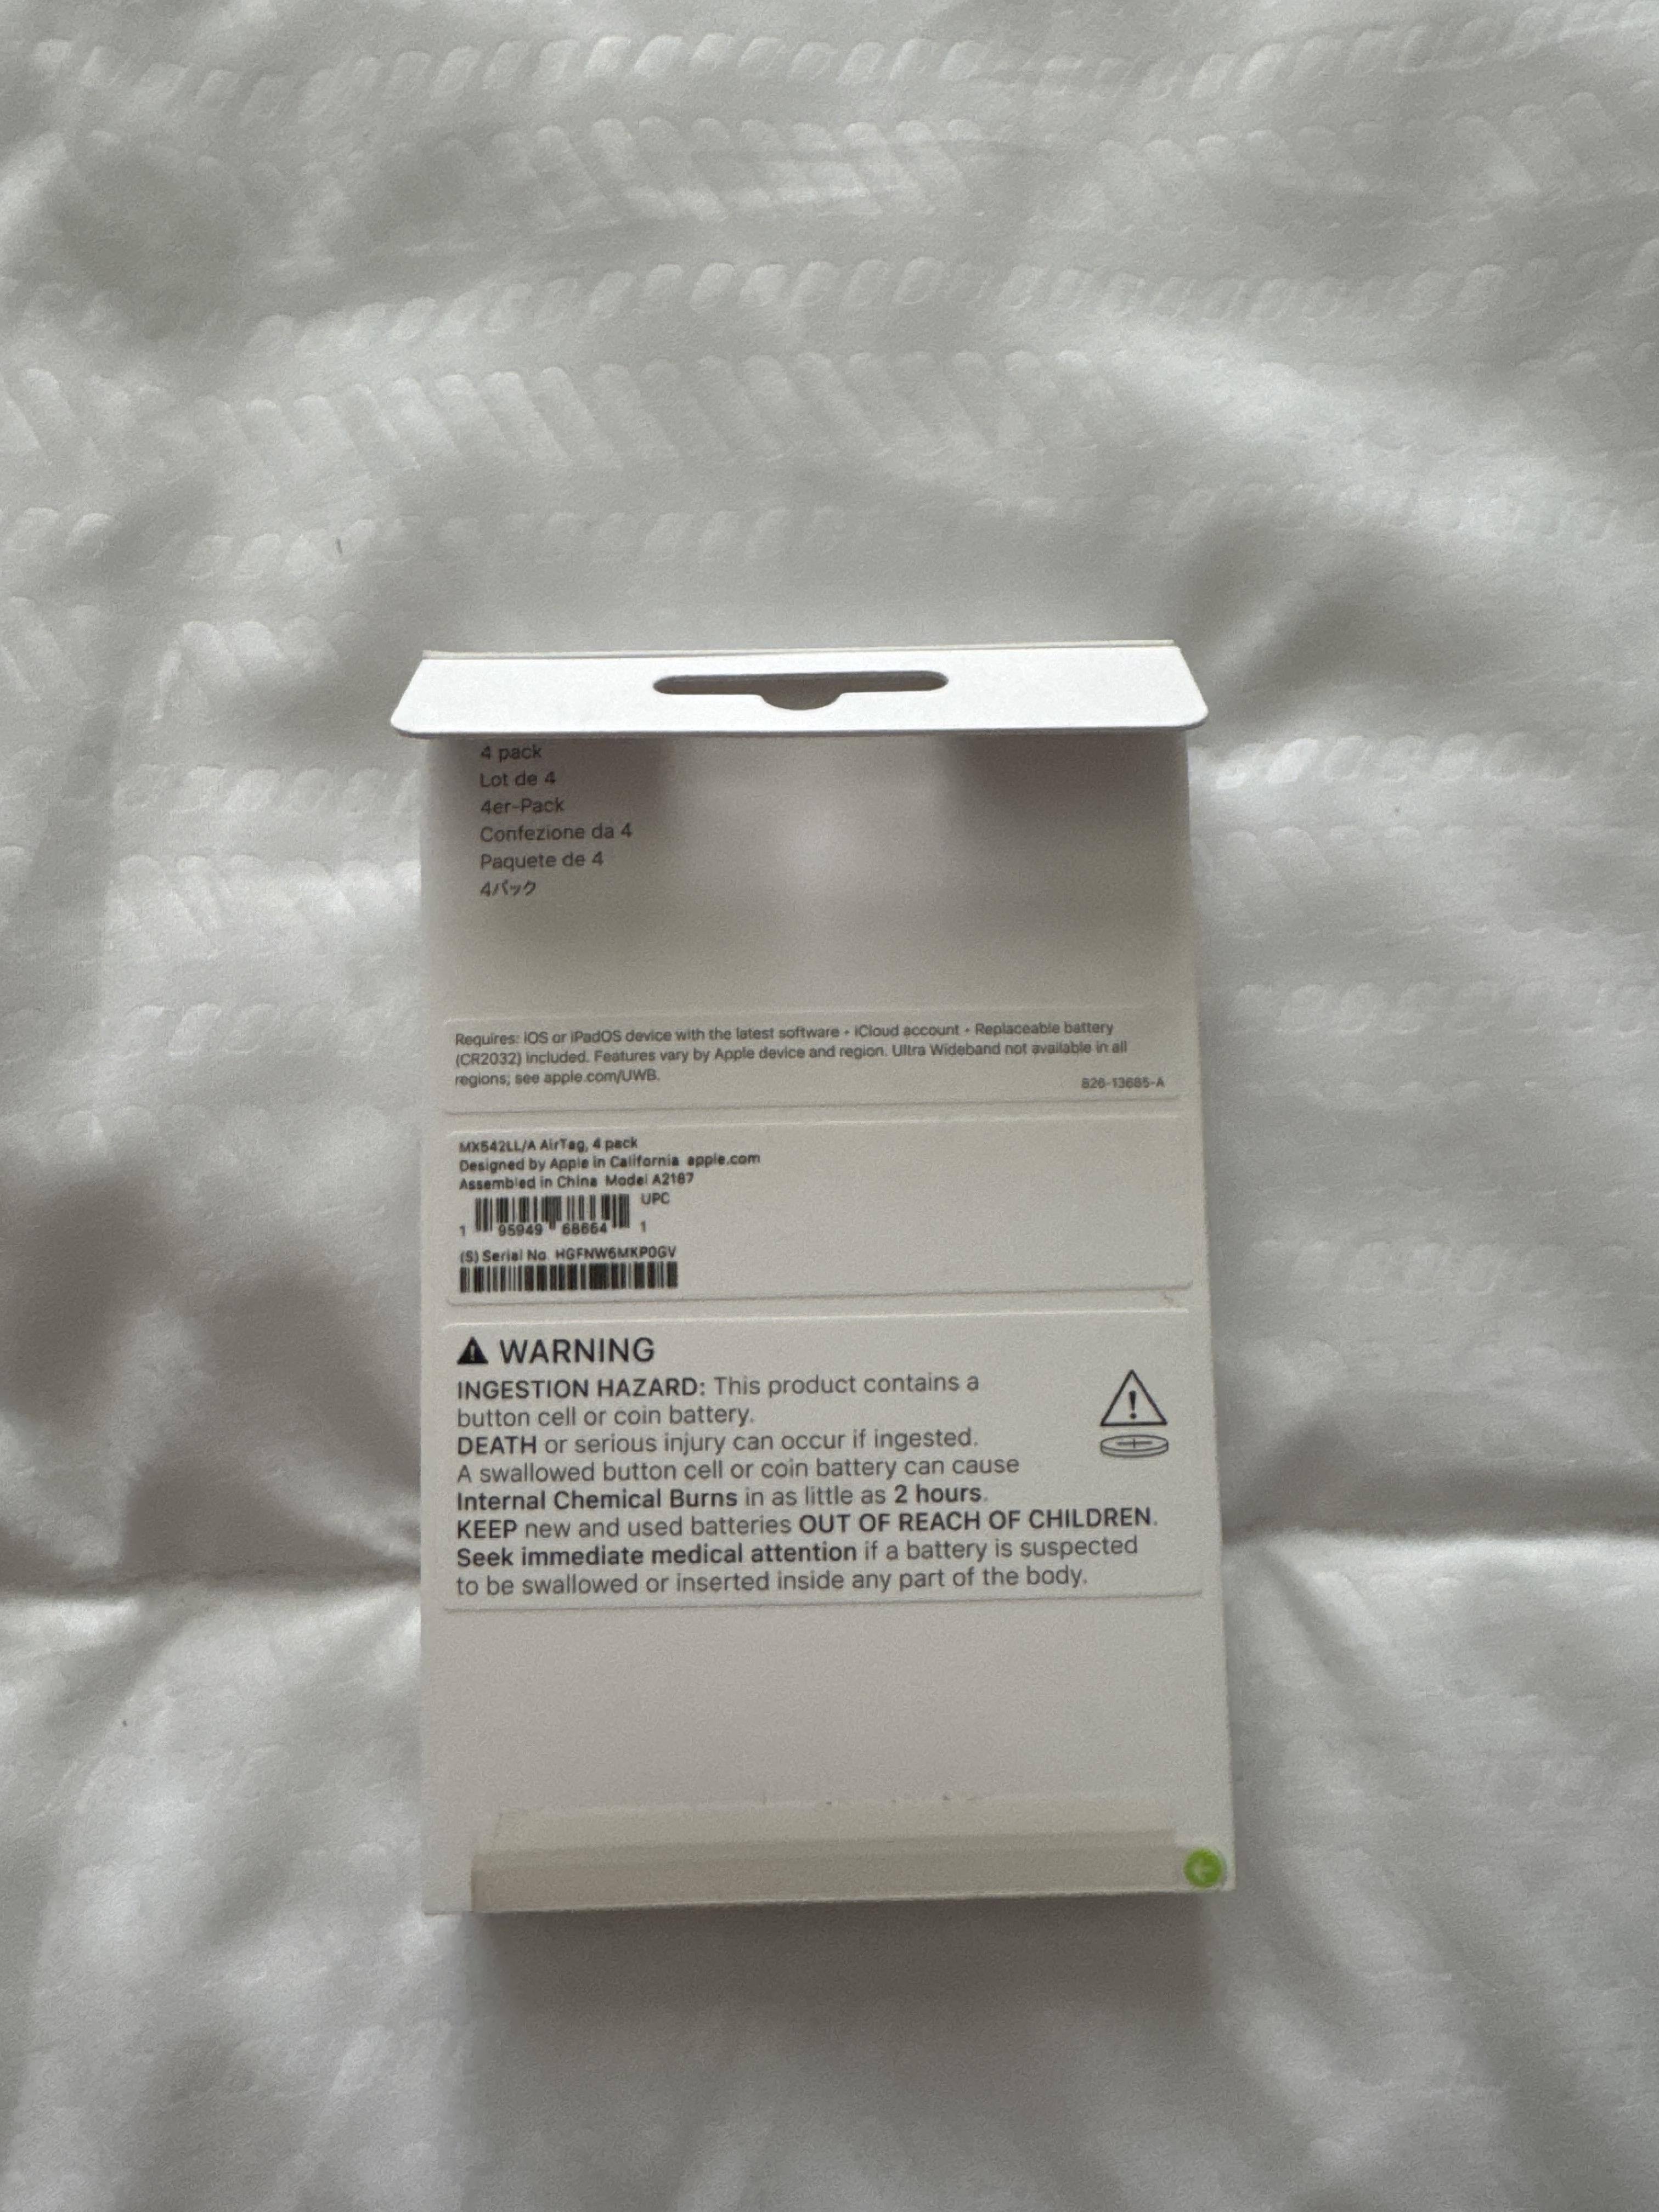 4 pack
Lot de 4
4er-Pack
Confezione da 4
Paquete de 4
4パック
Requires: iOS or iPadOS device with the latest software • iCloud account • Replaceable battery
(CR2032) included. Features vary by Apple device and region. Ultra Wideband not available in all
regions; see apple.com/UWB.
826-13685-A
MX542LL/A AirTag, 4 pack
Designed by Apple in California apple.com
Assembled in China Model A2187
UPC
1 95949 68664 1
(S) Serial No. HGFNW6MKP0GV
WARNING
INGESTION HAZARD: This product contains a
button cell or coin battery.
DEATH or serious injury can occur if ingested.
A swallowed button cell or coin battery can cause
Internal Chemical Burns in as little as 2 hours.
KEEP new and used batteries OUT OF REACH OF CHILDREN.
Seek immediate medical attention if a battery is suspected
to be swallowed or inserted inside any part of the body.